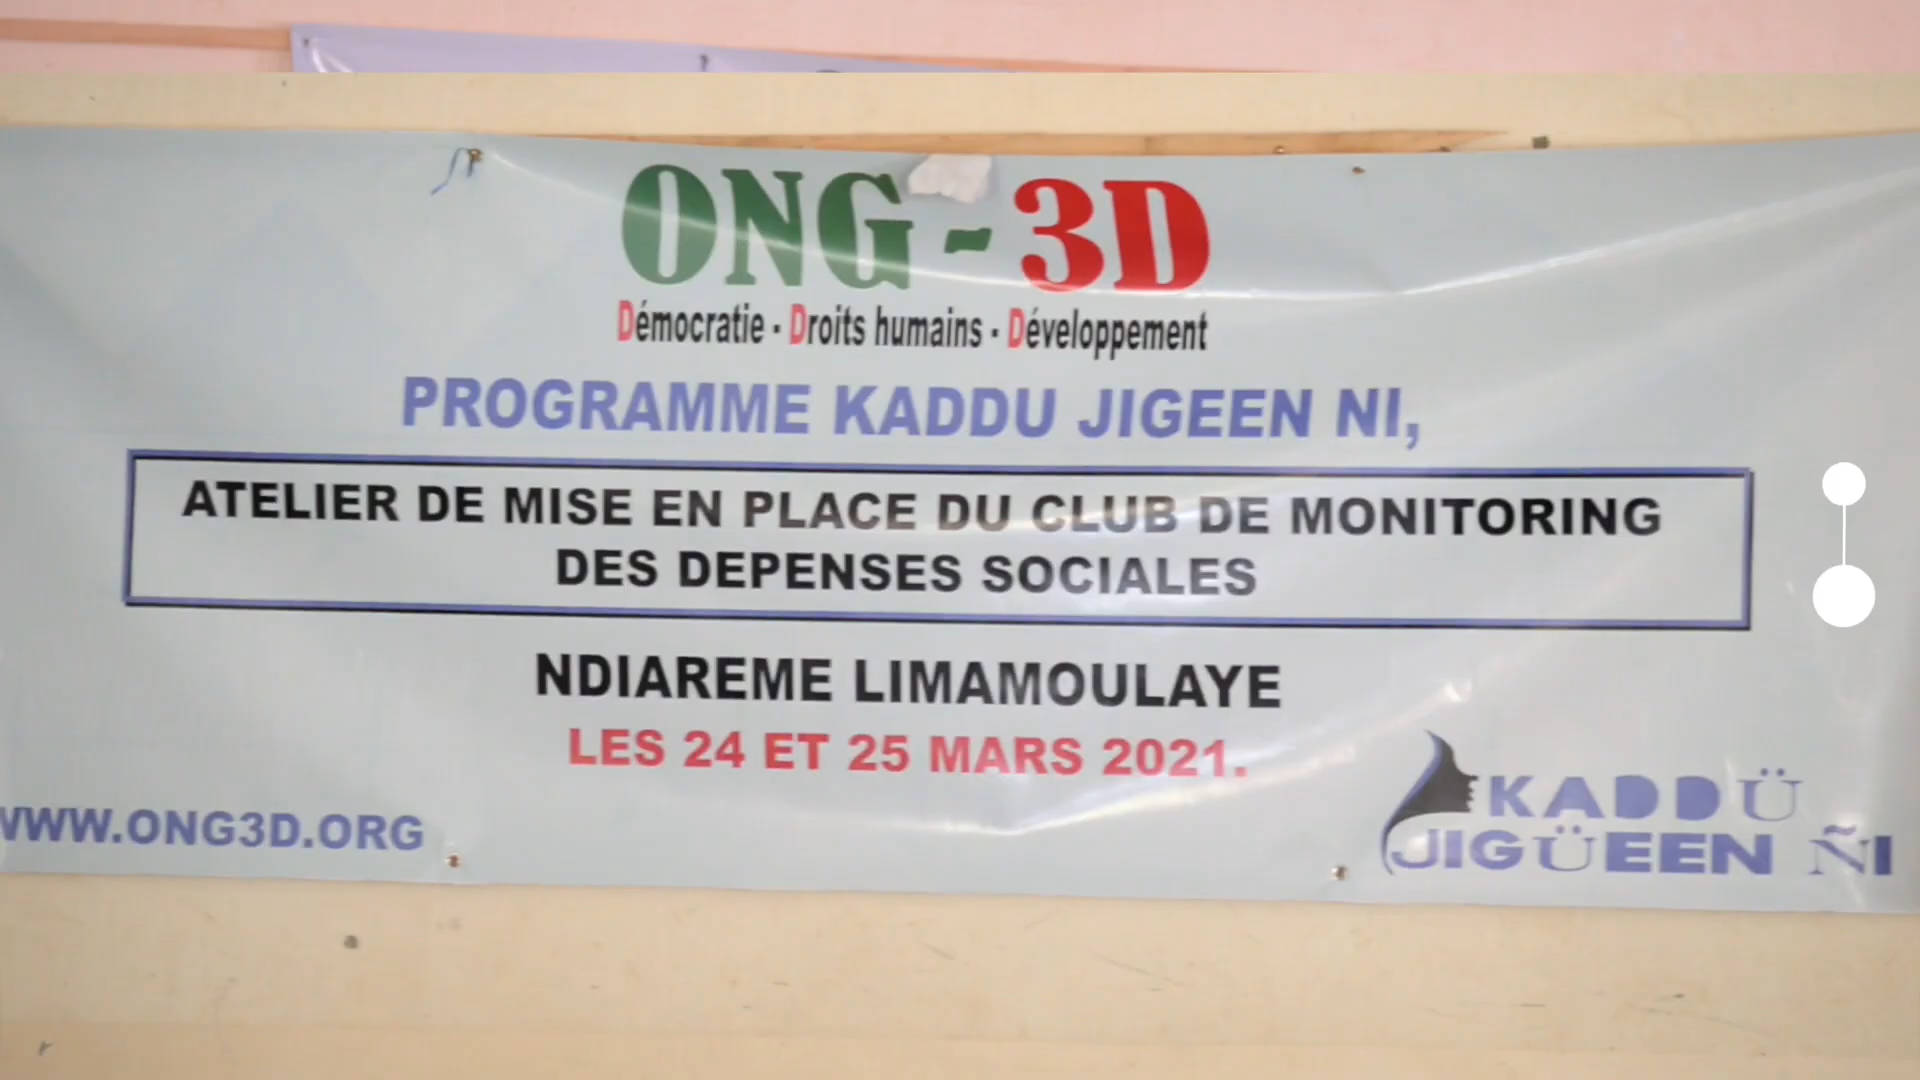 ONG - 3D
Démocratie - Droits humains - Développement
PROGRAMME KADDU JIGEEN NI,
ATELIER DE MISE EN PLACE DU CLUB DE MONITORING
DES DEPENSES SOCIALES
NDIAREME LIMAMOULAYE
LES 24 ET 25 MARS 2021.
WWW.ONG3D.ORG
KADDÜ
JIGÜEEN ÑI